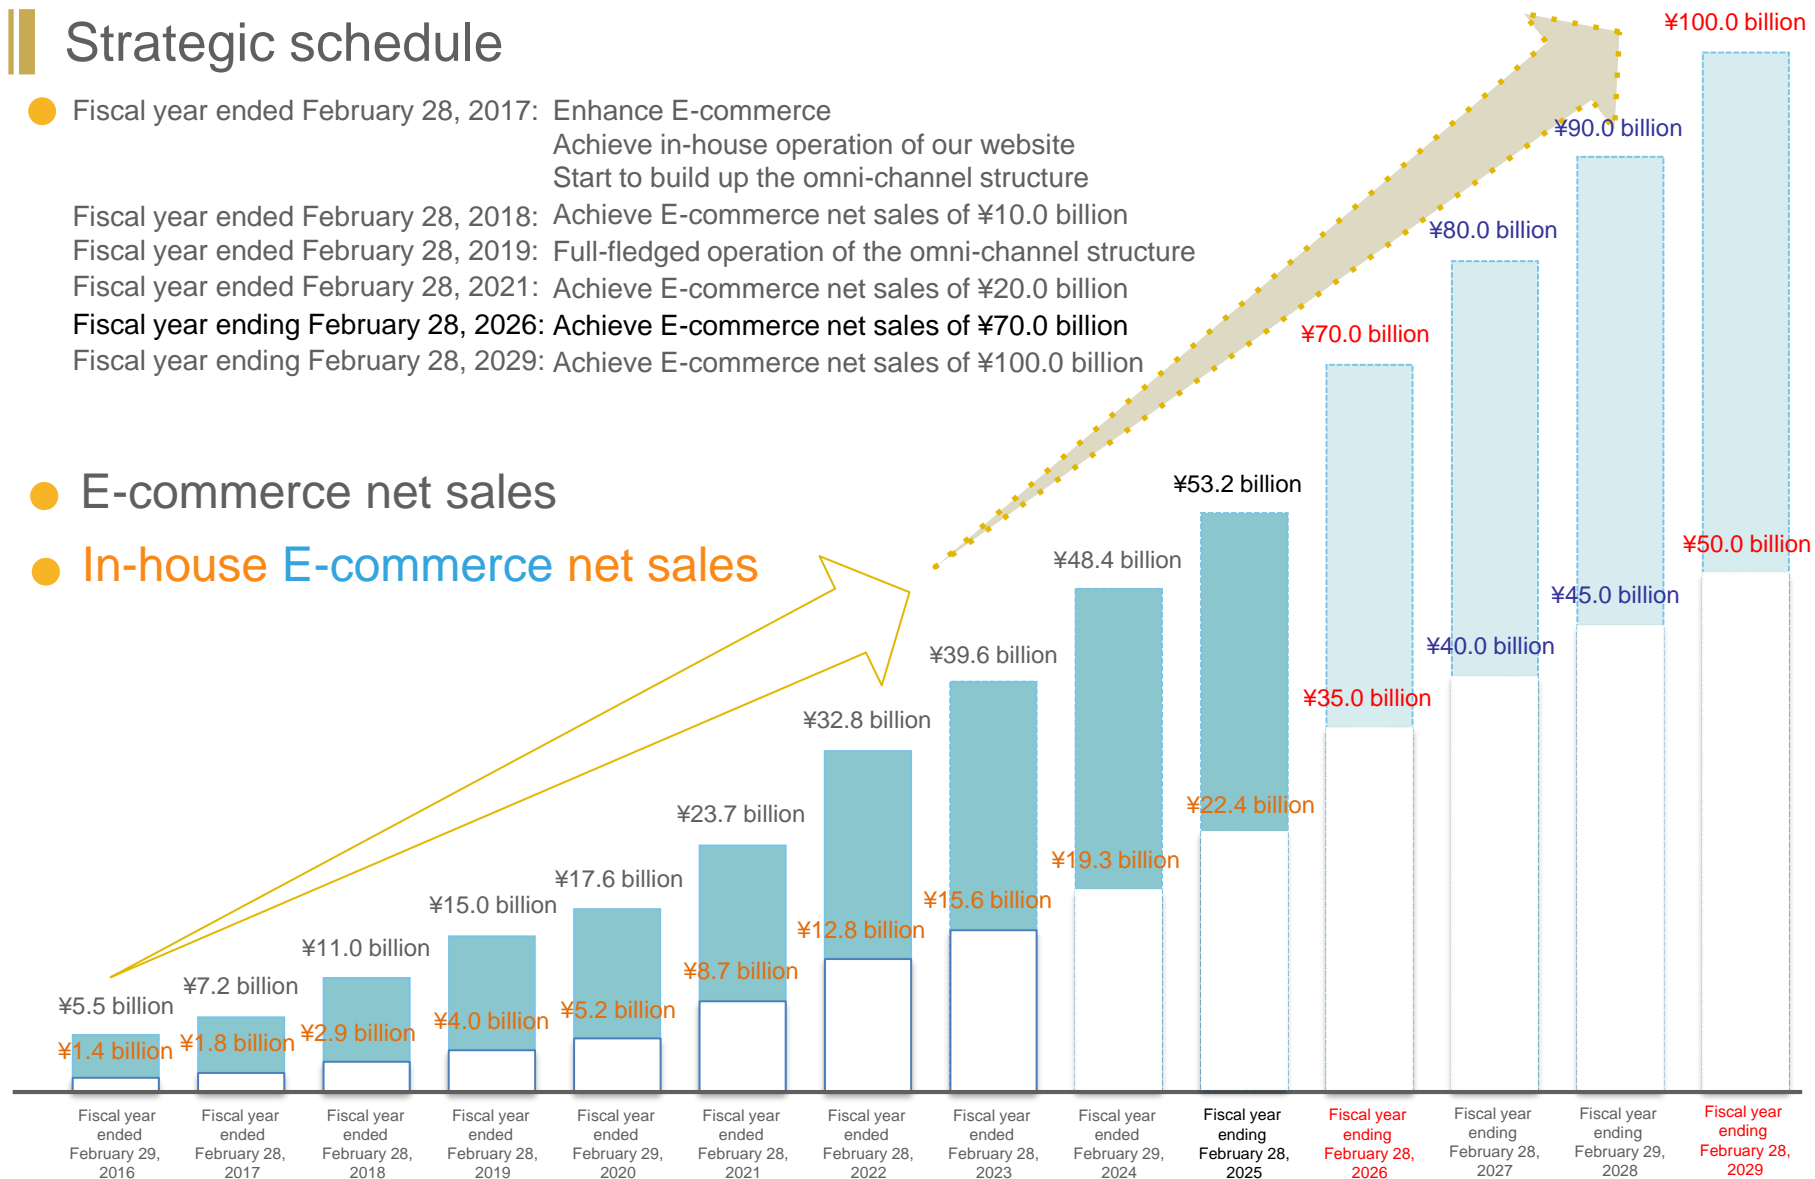 Strategic schedule
Fiscal year ended February 28, 2017: Enhance E-commerce
Achieve in-house operation of our website
Start to build up the omni-channel structure
Fiscal year ended February 28, 2018: Achieve E-commerce net sales of ¥10.0 billion
Fiscal year ended February 28, 2019: Full-fledged operation of the omni-channel structure
Fiscal year ended February 28, 2021: Achieve E-commerce net sales of ¥20.0 billion
Fiscal year ending February 28, 2026: Achieve E-commerce net sales of ¥70.0 billion
Fiscal year ending February 28, 2029: Achieve E-commerce net sales of ¥100.0 billion
E-commerce net sales
In-house E-commerce net sales
¥5.5 billion
¥7.2 billion
¥11.0 billion
¥15.0 billion
¥17.6 billion
¥23.7 billion
¥32.8 billion
¥39.6 billion
¥48.4 billion
¥53.2 billion
¥70.0 billion
¥80.0 billion
¥90.0 billion
¥100.0 billion
¥1.4 billion
¥1.8 billion
¥2.9 billion
¥4.0 billion
¥5.2 billion
¥8.7 billion
¥12.8 billion
¥15.6 billion
¥19.3 billion
¥22.4 billion
¥35.0 billion
¥40.0 billion
¥45.0 billion
¥50.0 billion
Fiscal year
ended
February 29,
2016
Fiscal year
ended
February 28,
2017
Fiscal year
ended
February 28,
2018
Fiscal year
ended
February 28,
2019
Fiscal year
ended
February 29,
2020
Fiscal year
ended
February 28,
2021
Fiscal year
ended
February 28,
2022
Fiscal year
ended
February 28,
2023
Fiscal year
ended
February 29,
2024
Fiscal year
ending
February 28,
2025
Fiscal year
ending
February 28,
2026
Fiscal year
ending
February 28,
2027
Fiscal year
ending
February 29,
2028
Fiscal year
ending
February 28,
2029